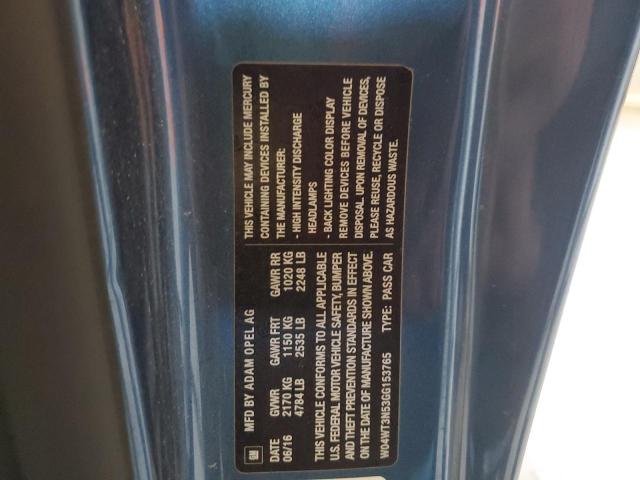 GM MFD BY ADAM OPEL AG
DATE GVWR GAWR FRT GAWR RR
06/16 2170 KG 1150 KG 1020 KG
4784 LB 2535 LB 2248 LB
THIS VEHICLE CONFORMS TO ALL APPLICABLE
U.S. FEDERAL MOTOR VEHICLE SAFETY, BUMPER
AND THEFT PREVENTION STANDARDS IN EFFECT
ON THE DATE OF MANUFACTURE SHOWN ABOVE.
W04WT3N53GG153765 TYPE: PASS CAR
THIS VEHICLE MAY INCLUDE MERCURY
CONTAINING DEVICES INSTALLED BY
THE MANUFACTURER:
- HIGH INTENSITY DISCHARGE
HEADLAMPS
- BACK LIGHTING COLOR DISPLAY
REMOVE DEVICES BEFORE VEHICLE
DISPOSAL. UPON REMOVAL OF DEVICES,
PLEASE REUSE, RECYCLE OR DISPOSE
AS HAZARDOUS WASTE.